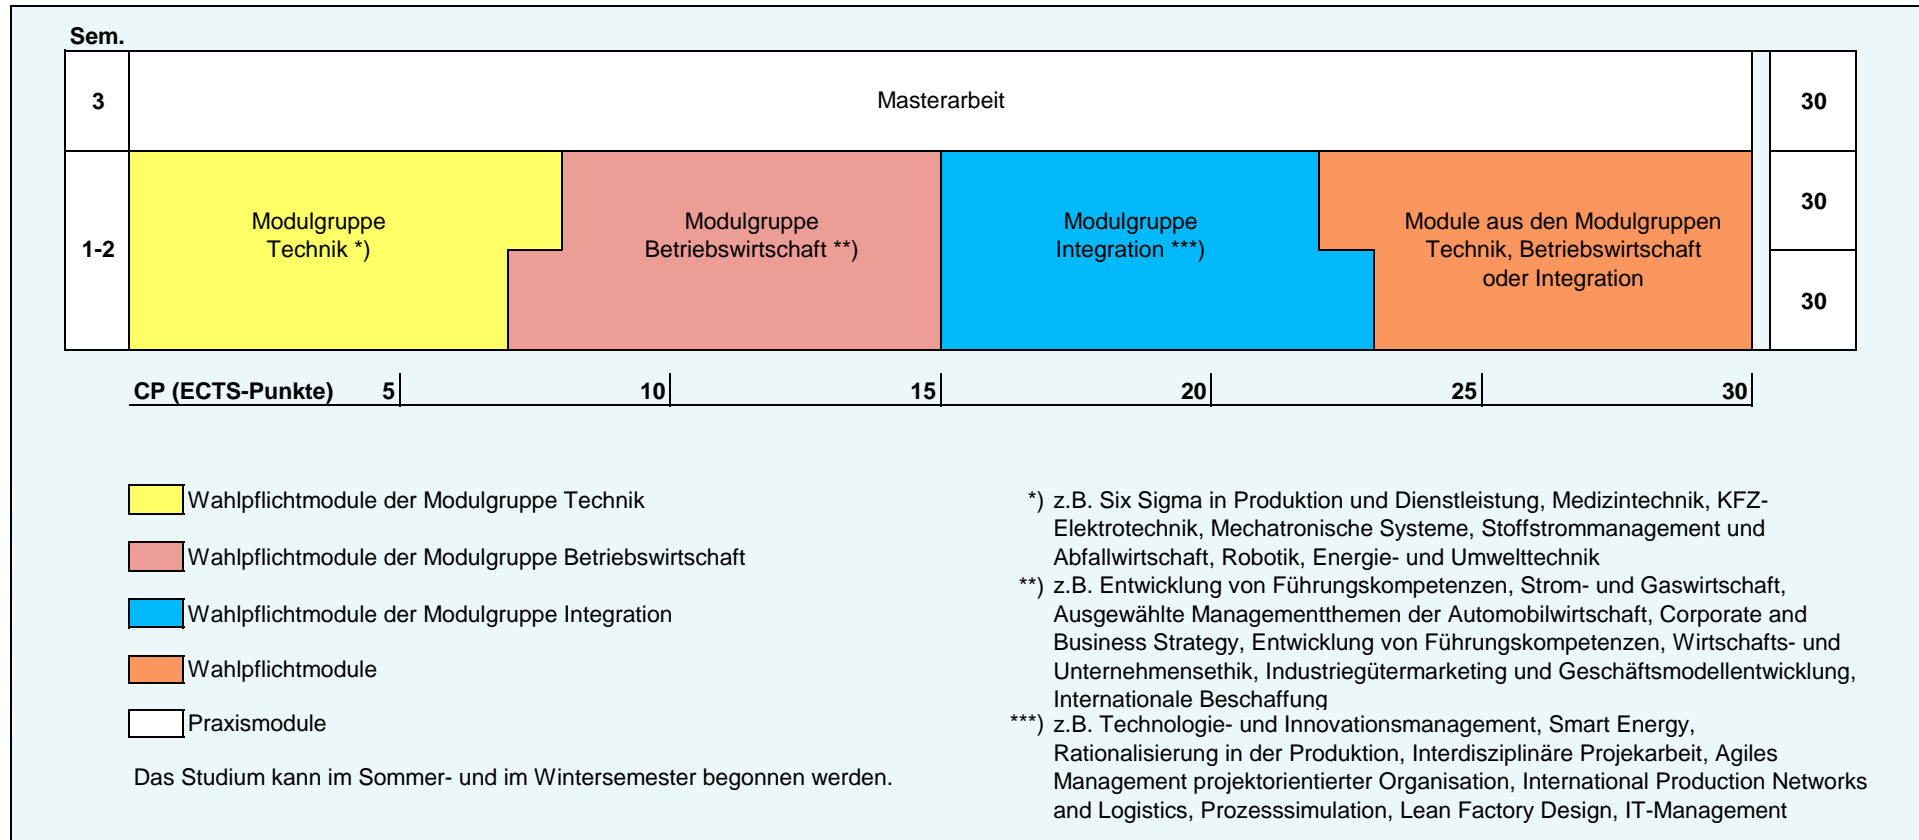 Sem.
3
Masterarbeit
30
1-2
Modulgruppe
Technik *)
Modulgruppe
Betriebswirtschaft **)
Modulgruppe
Integration ***)
Module aus den Modulgruppen
Technik, Betriebswirtschaft
oder Integration
30
30
CP (ECTS-Punkte) 5 10 15 20 25 30
Wahlpflichtmodule der Modulgruppe Technik
Wahlpflichtmodule der Modulgruppe Betriebswirtschaft
Wahlpflichtmodule der Modulgruppe Integration
Wahlpflichtmodule
Praxismodule
Das Studium kann im Sommer- und im Wintersemester begonnen werden.
*) z.B. Six Sigma in Produktion und Dienstleistung, Medizintechnik, KFZ-
Elektrotechnik, Mechatronische Systeme, Stoffstrommanagement und
Abfallwirtschaft, Robotik, Energie- und Umwelttechnik
**) z.B. Entwicklung von Führungskompetenzen, Strom- und Gaswirtschaft,
Ausgewählte Managementthemen der Automobilwirtschaft, Corporate and
Business Strategy, Entwicklung von Führungskompetenzen, Wirtschafts- und
Unternehmensethik, Industriegütermarketing und Geschäftsmodellentwicklung,
Internationale Beschaffung
***) z.B. Technologie- und Innovationsmanagement, Smart Energy,
Rationalisierung in der Produktion, Interdisziplinäre Projekarbeit, Agiles
Management projektorientierter Organisation, International Production Networks
and Logistics, Prozesssimulation, Lean Factory Design, IT-Management